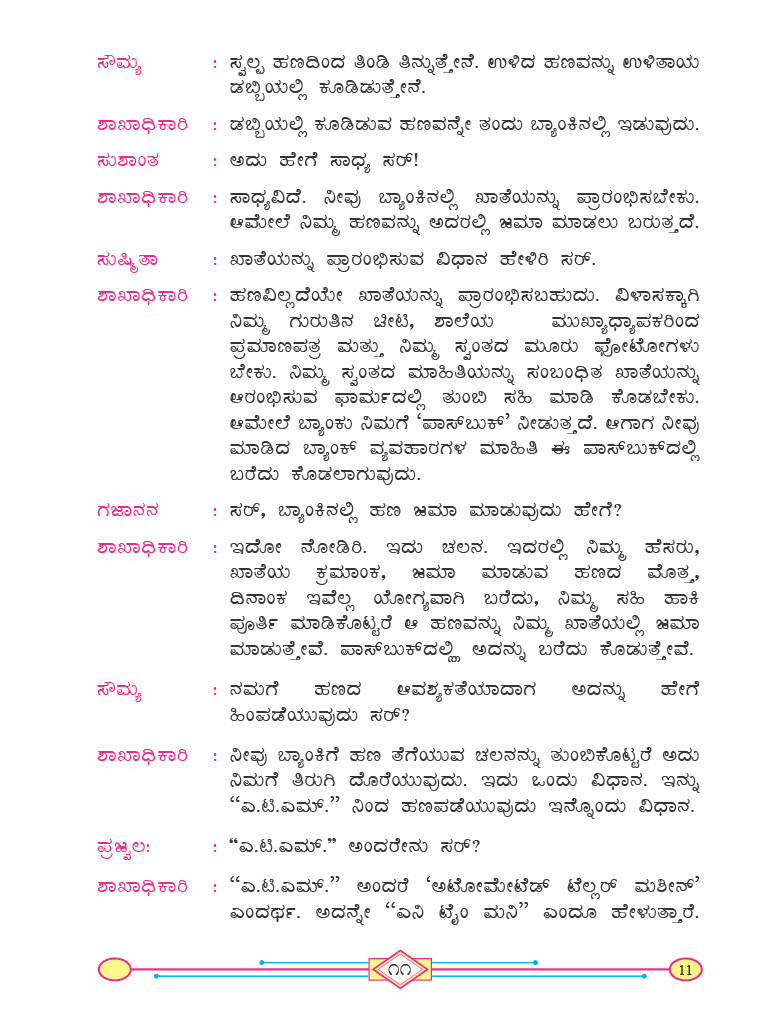 ಸೌಮ್ಯ : ಸ್ವಲ್ಪ ಹಣದಿಂದ ತಿಂಡಿ ತಿನ್ನುತ್ತೇನೆ. ಉಳಿದ ಹಣವನ್ನು ಉಳಿತಾಯ
ಡಬ್ಬಿಯಲ್ಲಿ ಕೂಡಿಡುತ್ತೇನೆ.
ಶಾಖಾಧಿಕಾರಿ : ಡಬ್ಬಿಯಲ್ಲಿ ಕೂಡಿಡುವ ಹಣವನ್ನೇ ತಂದು ಬ್ಯಾಂಕಿನಲ್ಲಿ ಇಡುವುದು.
ಸುಶಾಂತ : ಅದು ಹೇಗೆ ಸಾಧ್ಯ ಸರ್!
ಶಾಖಾಧಿಕಾರಿ : ಸಾಧ್ಯವಿದೆ. ನೀವು ಬ್ಯಾಂಕಿನಲ್ಲಿ ಖಾತೆಯನ್ನು ಪ್ರಾರಂಭಿಸಬೇಕು.
ಆಮೇಲೆ ನಿಮ್ಮ ಹಣವನ್ನು ಅದರಲ್ಲಿ ಜಮಾ ಮಾಡಲು ಬರುತ್ತದೆ.
ಸುಷ್ಮಿತಾ : ಖಾತೆಯನ್ನು ಪ್ರಾರಂಭಿಸುವ ವಿಧಾನ ಹೇಳಿರಿ ಸರ್.
ಶಾಖಾಧಿಕಾರಿ : ಹಣವಿಲ್ಲದೆಯೇ ಖಾತೆಯನ್ನು ಪ್ರಾರಂಭಿಸಬಹುದು. ವಿಳಾಸಕ್ಕಾಗಿ
ನಿಮ್ಮ ಗುರುತಿನ ಚೀಟಿ, ಶಾಲೆಯ ಮುಖ್ಯಾಧ್ಯಾಪಕರಿಂದ
ಪ್ರಮಾಣಪತ್ರ ಮತ್ತು ನಿಮ್ಮ ಸ್ವಂತದ ಮೂರು ಫೋಟೋಗಳು
ಬೇಕು. ನಿಮ್ಮ ಸ್ವಂತದ ಮಾಹಿತಿಯನ್ನು ಸಂಬಂಧಿತ ಖಾತೆಯನ್ನು
ಆರಂಭಿಸುವ ಫಾರ್ಮದಲ್ಲಿ ತುಂಬಿ ಸಹಿ ಮಾಡಿ ಕೊಡಬೇಕು.
ಆಮೇಲೆ ಬ್ಯಾಂಕು ನಿಮಗೆ ‘ಪಾಸ್‌ಬುಕ್’ ನೀಡುತ್ತದೆ. ಆಗಾಗ ನೀವು
ಮಾಡಿದ ಬ್ಯಾಂಕ್ ವ್ಯವಹಾರಗಳ ಮಾಹಿತಿ ಈ ಪಾಸ್‌ಬುಕ್‌ದಲ್ಲಿ
ಬರೆದು ಕೊಡಲಾಗುವುದು.
ಗಜಾನನ : ಸರ್, ಬ್ಯಾಂಕಿನಲ್ಲಿ ಹಣ ಜಮಾ ಮಾಡುವುದು ಹೇಗೆ?
ಶಾಖಾಧಿಕಾರಿ : ಇದೋ ನೋಡಿರಿ. ಇದು ಚಲನ. ಇದರಲ್ಲಿ ನಿಮ್ಮ ಹೆಸರು,
ಖಾತೆಯ ಕ್ರಮಾಂಕ, ಜಮಾ ಮಾಡುವ ಹಣದ ಮೊತ್ತ,
ದಿನಾಂಕ ಇವೆಲ್ಲ ಯೋಗ್ಯವಾಗಿ ಬರೆದು, ನಿಮ್ಮ ಸಹಿ ಹಾಕಿ
ಪೂರ್ತಿ ಮಾಡಿಕೊಟ್ಟರೆ ಆ ಹಣವನ್ನು ನಿಮ್ಮ ಖಾತೆಯಲ್ಲಿ ಜಮಾ
ಮಾಡುತ್ತೇವೆ. ಅದನ್ನು ಬರೆದು ಕೊಡುತ್ತೇವೆ.
ಸೌಮ್ಯ : ನಮಗೆ ಹಣದ ಆವಶ್ಯಕತೆಯಾದಾಗ ಅದನ್ನು ಹೇಗೆ
ಹಿಂಪಡೆಯುವುದು ಸರ್?
ಶಾಖಾಧಿಕಾರಿ : ನೀವು ಬ್ಯಾಂಕಿಗೆ ಹಣ ತೆಗೆಯುವ ಚಲನನ್ನು ತುಂಬಿಕೊಟ್ಟರೆ ಅದು
ನಿಮಗೆ ತಿರುಗಿ ದೊರೆಯುವುದು. ಇದು ಒಂದು ವಿಧಾನ. ಇನ್ನು
‘‘ಎ.ಟಿ.ಎಮ್.’’ ನಿಂದ ಹಣಪಡೆಯುವುದು ಇನ್ನೊಂದು ವಿಧಾನ.
ಪ್ರಜ್ವಲ: : “ಎ.ಟಿ.ಎಮ್.” ಅಂದರೇನು ಸರ್?
ಶಾಖಾಧಿಕಾರಿ : ‘‘ಎ.ಟಿ.ಎಮ್.’’ ಅಂದರೆ ‘ಅಟೋಮೇಟೆಡ್ ಟೆಲ್ಲರ್ ಮಶೀನ್’
ಎಂದರ್ಥ. ಅದನ್ನೇ ‘‘ಎನಿ ಟೈಂ ಮನಿ’’ ಎಂದೂ ಹೇಳುತ್ತಾರೆ.
೧೧
11